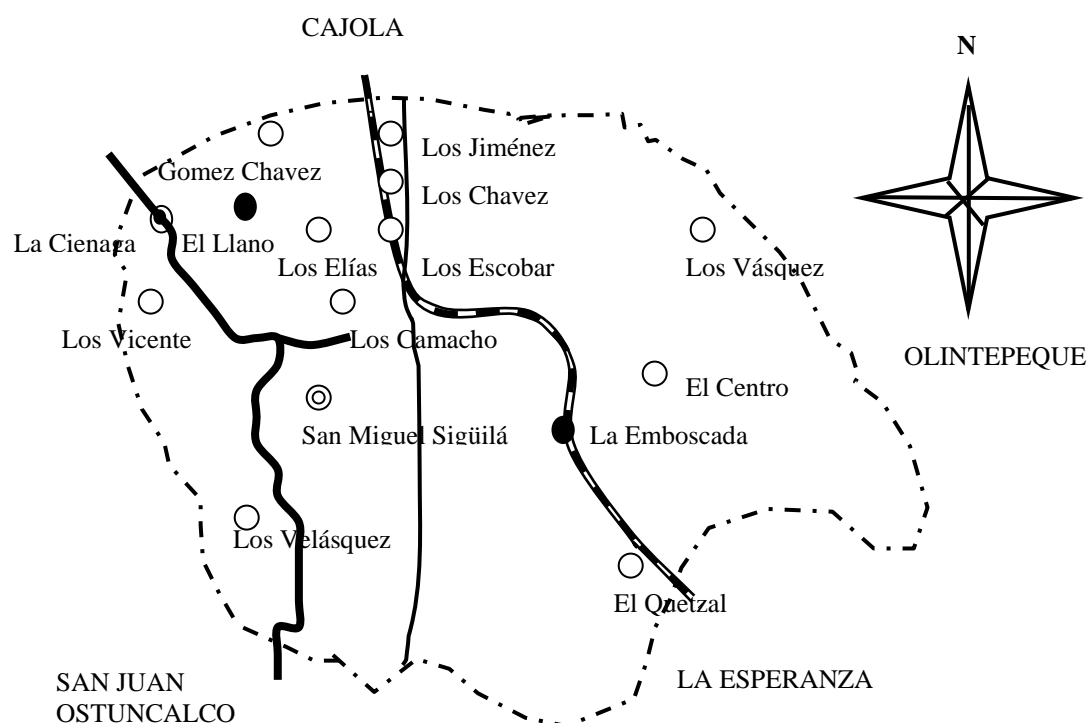 CAJOLA
N
Los Jiménez
Gomez Chavez
Los Chavez
La Cienaga
El Llano
Los Elías
Los Escobar
Los Vásquez
Los Vicente
Los Camacho
OLINTEPEQUE
El Centro
San Miguel Sigüilá
La Emboscada
Los Velásquez
El Quetzal
SAN JUAN
OSTUNCALCO
LA ESPERANZA